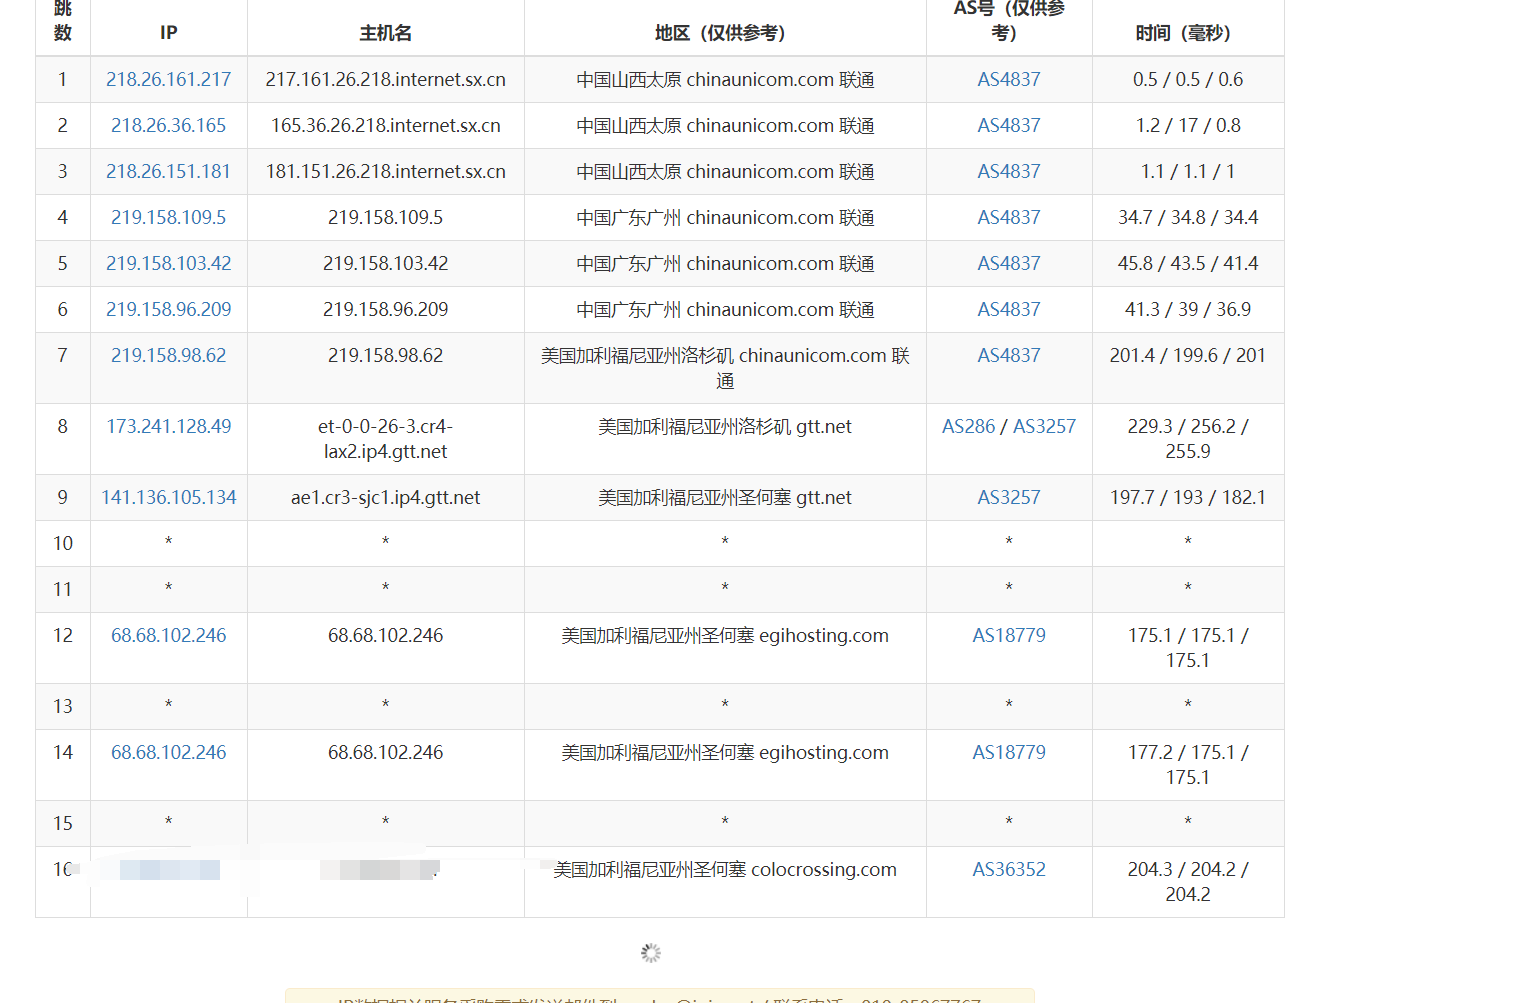 跳数 IP 主机名 地区（仅供参考） AS号（仅供参考） 时间（毫秒）
1 218.26.161.217 217.161.26.218.internet.sx.cn 中国山西太原 chinaunicom.com 联通 AS4837 0.5 / 0.5 / 0.6
2 218.26.36.165 165.36.26.218.internet.sx.cn 中国山西太原 chinaunicom.com 联通 AS4837 1.2 / 17 / 0.8
3 218.26.151.181 181.151.26.218.internet.sx.cn 中国山西太原 chinaunicom.com 联通 AS4837 1.1 / 1.1 / 1
4 219.158.109.5 219.158.109.5 中国广东广州 chinaunicom.com 联通 AS4837 34.7 / 34.8 / 34.4
5 219.158.103.42 219.158.103.42 中国广东广州 chinaunicom.com 联通 AS4837 45.8 / 43.5 / 41.4
6 219.158.96.209 219.158.96.209 中国广东广州 chinaunicom.com 联通 AS4837 41.3 / 39 / 36.9
7 219.158.98.62 219.158.98.62 美国加利福尼亚州洛杉矶 chinaunicom.com 联通 AS4837 201.4 / 199.6 / 201
8 173.241.128.49 et-0-0-26-3.cr4-lax2.ip4.gtt.net 美国加利福尼亚州洛杉矶 gtt.net AS286 / AS3257 229.3 / 256.2 / 255.9
9 141.136.105.134 ae1.cr3-sjc1.ip4.gtt.net 美国加利福尼亚州圣何塞 gtt.net AS3257 197.7 / 193 / 182.1
10 * * * * *
11 * * * * *
12 68.68.102.246 68.68.102.246 美国加利福尼亚州圣何塞 egihosting.com AS18779 175.1 / 175.1 / 175.1
13 * * * * *
14 68.68.102.246 68.68.102.246 美国加利福尼亚州圣何塞 egihosting.com AS18779 177.2 / 175.1 / 175.1
15 * * * * *
16 美国加利福尼亚州圣何塞 colocrossing.com AS36352 204.3 / 204.2 / 204.2